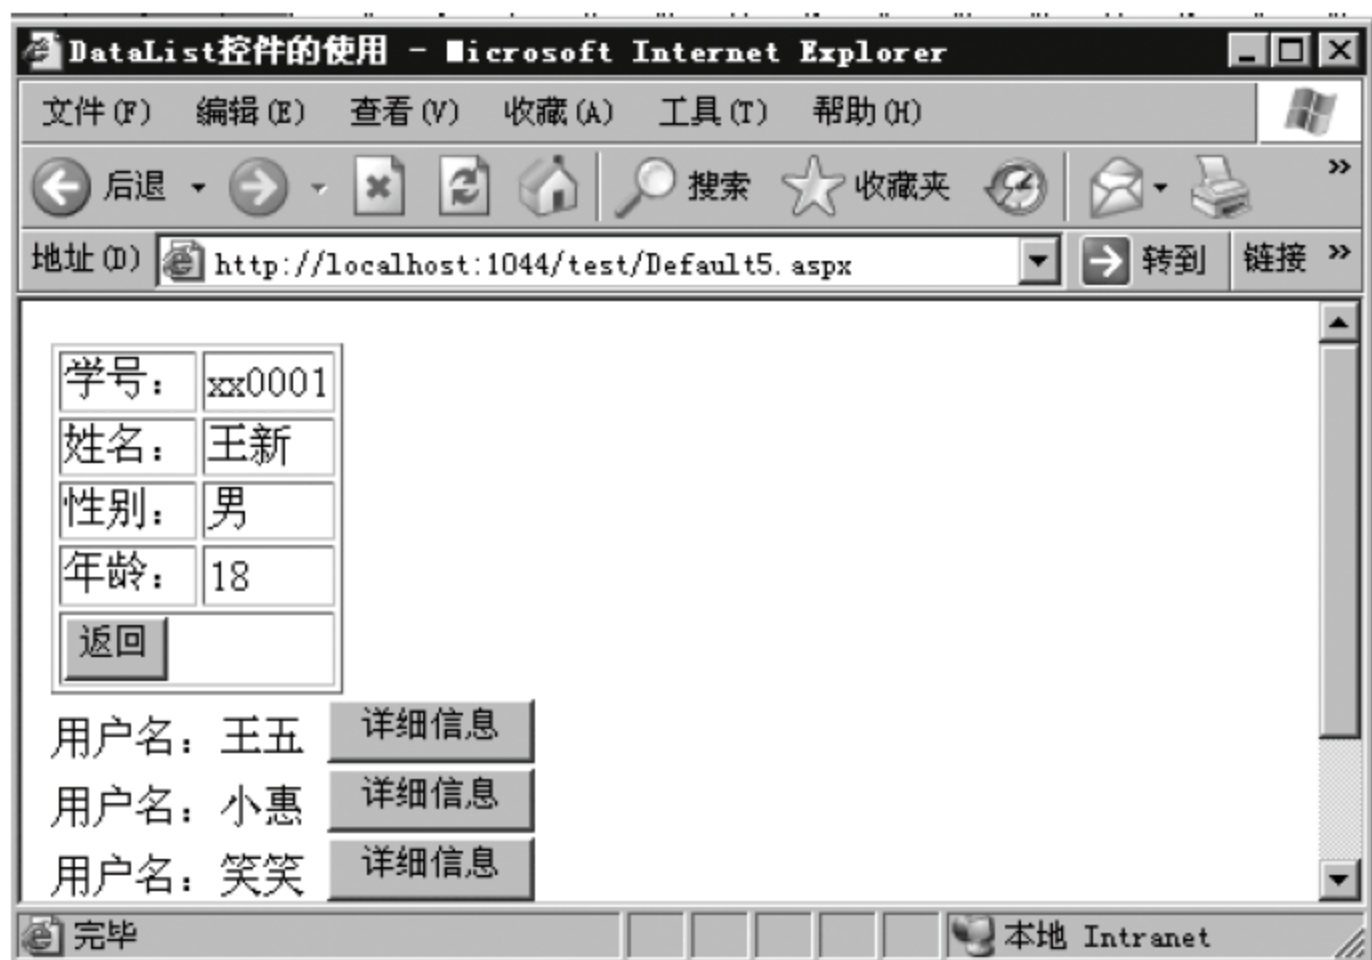 DataList控件的使用 - Microsoft Internet Explorer
文件(F) 编辑(E) 查看(V) 收藏(A) 工具(T) 帮助(H)
后退 搜索 收藏夹 »
地址(D) http://localhost:1044/test/Default5.aspx 转到 链接 »
学号： xx0001
姓名： 王新
性别： 男
年龄： 18
返回
用户名：王五 详细信息
用户名：小惠 详细信息
用户名：笑笑 详细信息
完毕 本地 Intranet